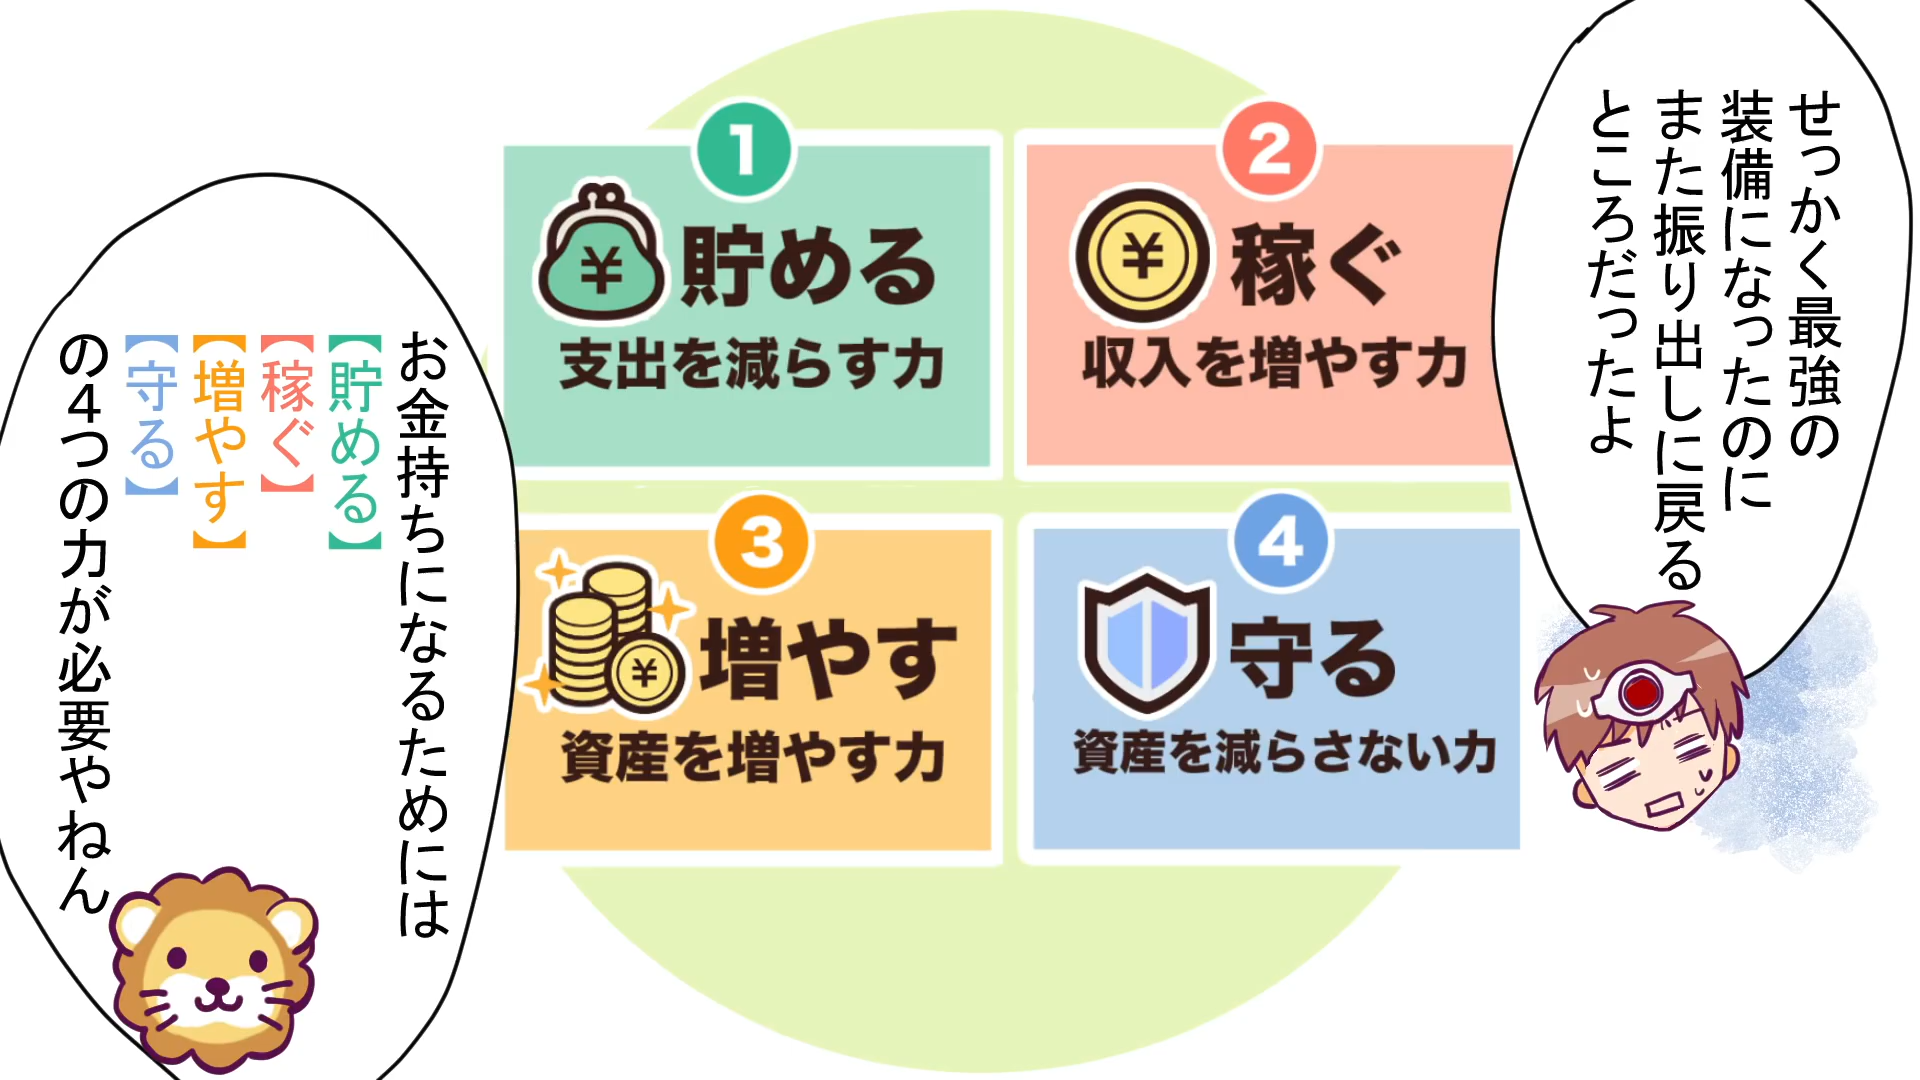 せっかく最強の
装備になったのに
また振り出しに戻る
ところだったよ
1
¥
貯める
支出を減らす力
2
¥
稼ぐ
収入を増やす力
3
¥
増やす
資産を増やす力
4
守る
資産を減らさない力
お金持ちになるためには
【貯める】
【稼ぐ】
【増やす】
【守る】
の４つの力が必要やねん